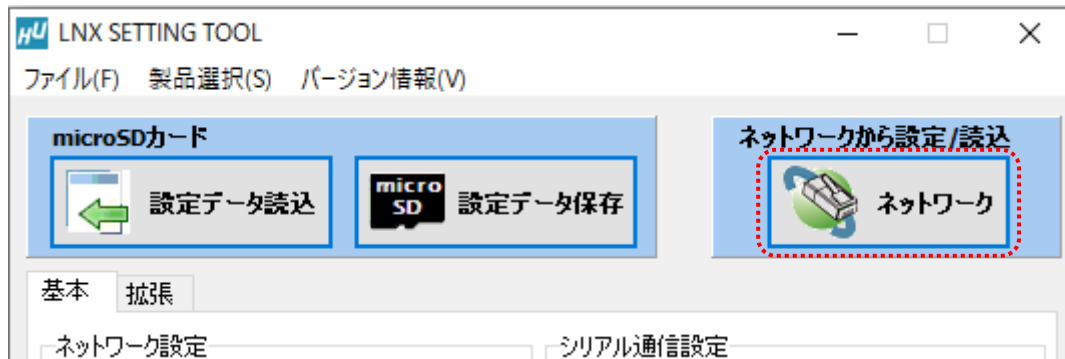 HU LNX SETTING TOOL
ファイル(F) 製品選択(S) バージョン情報(V)
microSDカード
設定データ読込
micro SD
設定データ保存
ネットワークから設定/読込
ネットワーク
基本 拡張
ネットワーク設定
シリアル通信設定